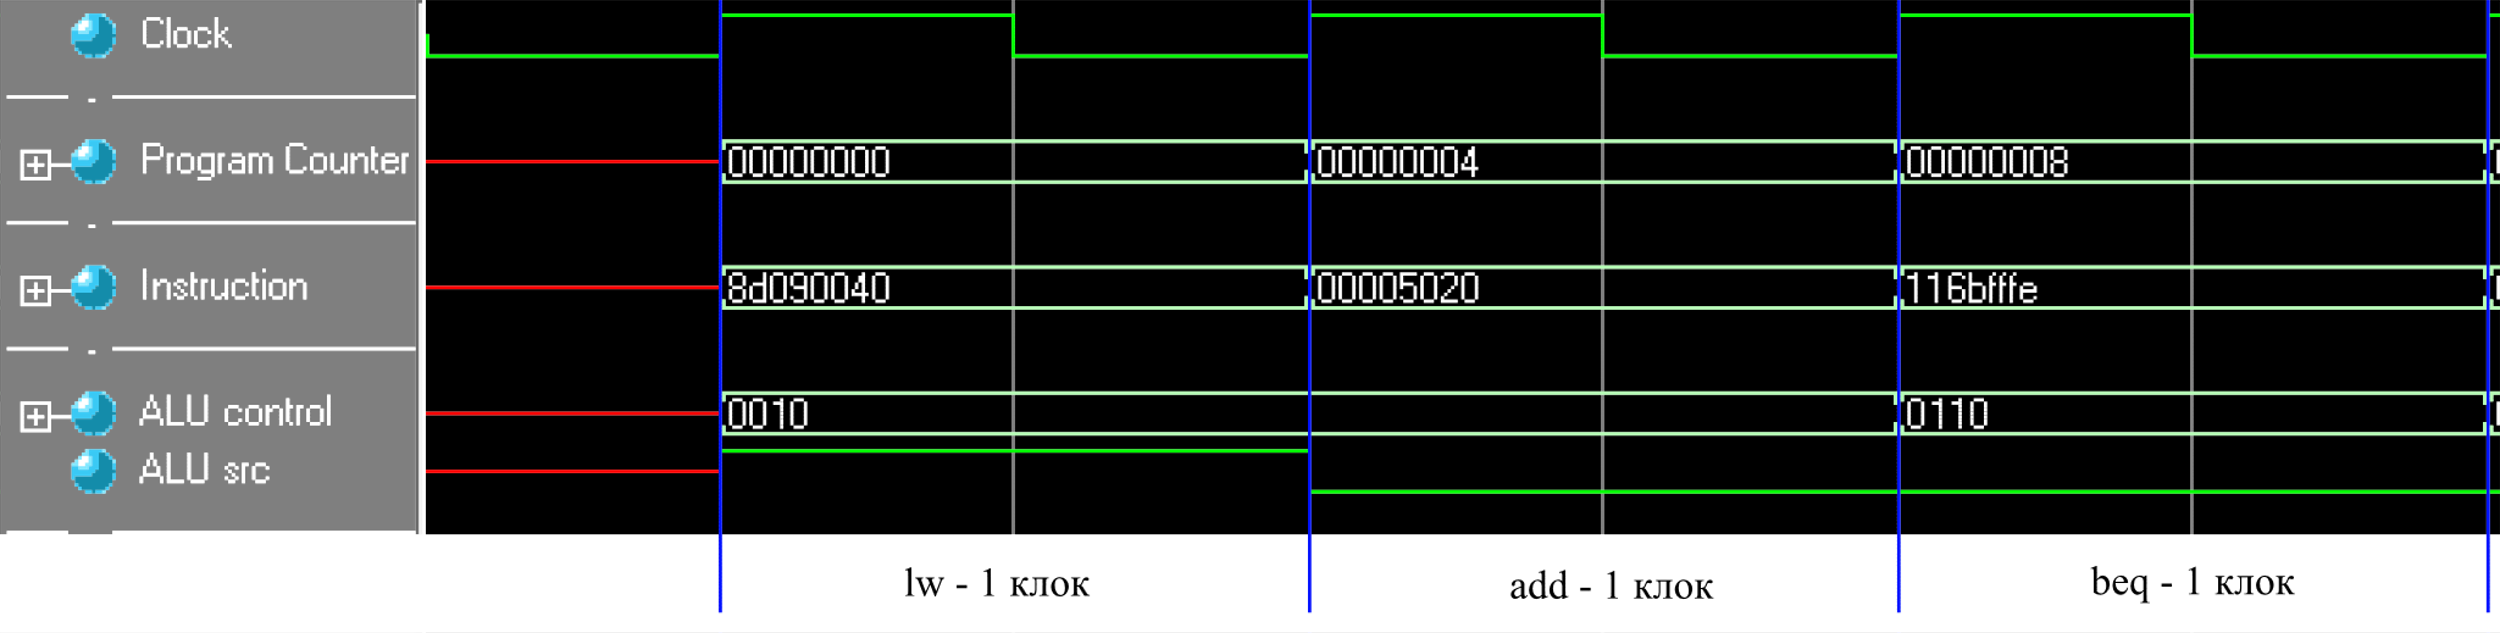 Clock
Program Counter 00000000 00000004 00000008
Instruction 8d090040 00005020 116bfffe
ALU control 0010 0110
ALU src
lw - 1 клок add - 1 клок beq - 1 клок